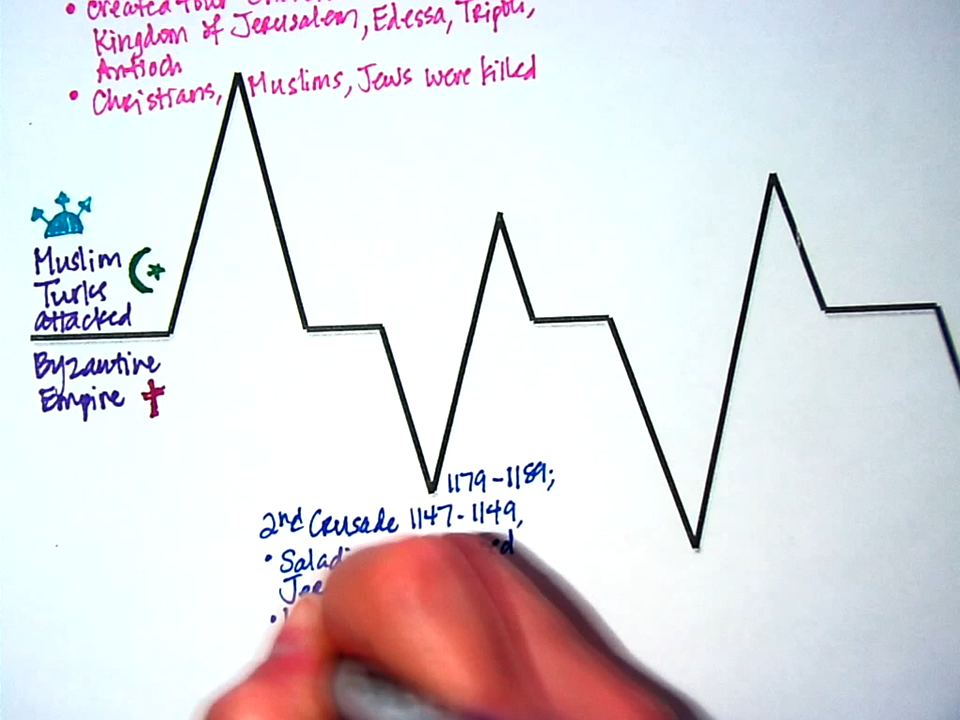 Kingdom of Jerusalem, Edessa, Tripoli,
Antioch
• Christians, Muslims, Jews were killed
Muslim
Turks
attacked
Byzantine
Empire
1179-1189;
2nd Crusade 1147-1149,